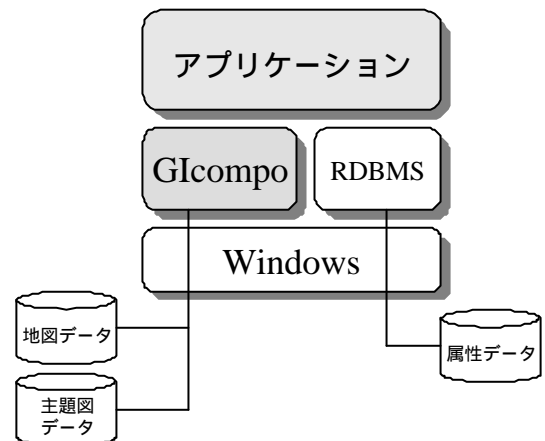 アプリケーション
GIcompo
RDBMS
Windows
地図データ
属性データ
主題図
データ